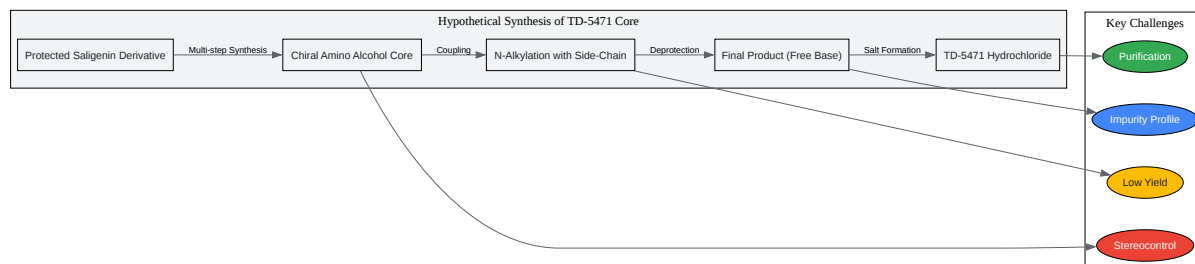 Hypothetical Synthesis of TD-5471 Core
Key Challenges
Protected Saligenin Derivative
Multi-step Synthesis
Chiral Amino Alcohol Core
Coupling
N-Alkylation with Side-Chain
Deprotection
Final Product (Free Base)
Salt Formation
TD-5471 Hydrochloride
Purification
Impurity Profile
Low Yield
Stereocontrol